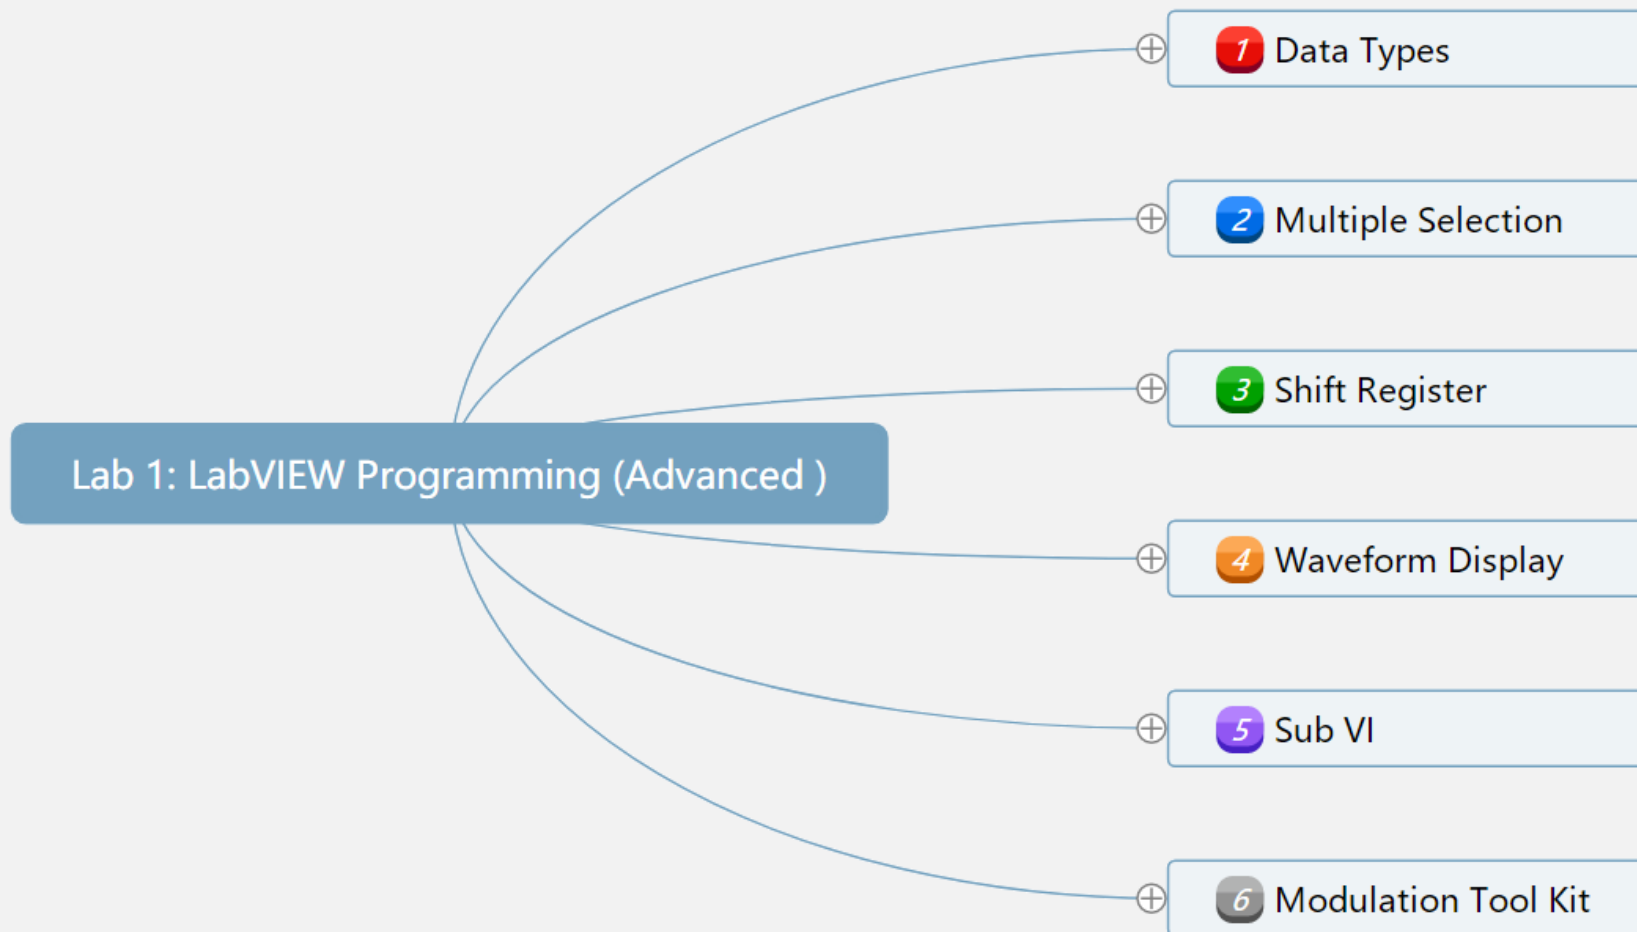 1 Data Types
2 Multiple Selection
3 Shift Register
Lab 1: LabVIEW Programming (Advanced )
4 Waveform Display
5 Sub VI
6 Modulation Tool Kit